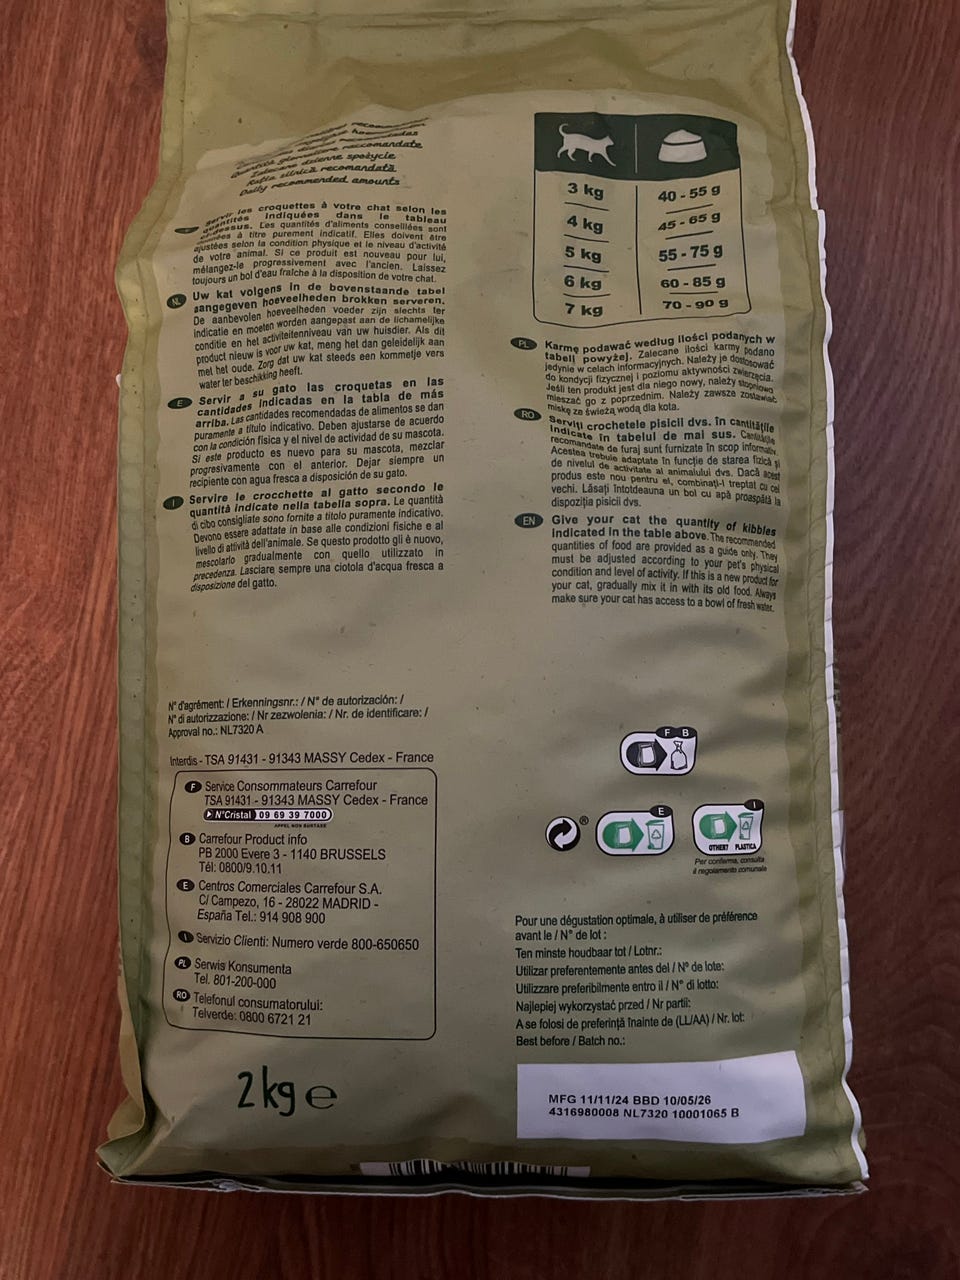 Quantità giornaliere raccomandate
Zalecane dzienne spożycie
Rația zilnică recomandată
Daily recommended amounts
Servir les croquettes à votre chat selon les
quantités indiquées dans le tableau
ci-dessus. Les quantités d'aliments conseillées sont
données à titre purement indicatif. Elles doivent être
ajustées selon la condition physique et le niveau d'activité
de votre animal. Si ce produit est nouveau pour lui,
mélangez-le progressivement avec l'ancien. Laissez
toujours un bol d'eau fraîche à la disposition de votre chat.
NL Uw kat volgens in de bovenstaande tabel
aangegeven hoeveelheden brokken serveren.
De aanbevolen hoeveelheden voeder zijn slechts ter
indicatie en moeten worden aangepast aan de lichamelijke
conditie en het activiteitenniveau van uw huisdier. Als dit
product nieuw is voor uw kat, meng het dan geleidelijk aan
met het oude. Zorg dat uw kat steeds een kommetje vers
water ter beschikking heeft.
E Servir a su gato las croquetas en las
cantidades indicadas en la tabla de más
arriba. Las cantidades recomendadas de alimentos se dan
puramente a título indicativo. Deben ajustarse de acuerdo
con la condición física y el nivel de actividad de su mascota.
Si este producto es nuevo para su mascota, mezclar
progresivamente con el anterior. Dejar siempre un
recipiente con agua fresca a disposición de su gato.
I Servire le crocchette al gatto secondo le
quantità indicate nella tabella sopra. Le quantità
di cibo consigliate sono fornite a titolo puramente indicativo.
Devono essere adattate in base alle condizioni fisiche e al
livello di attività dell'animale. Se questo prodotto gli è nuovo,
mescolarlo gradualmente con quello utilizzato in
precedenza. Lasciare sempre una ciotola d'acqua fresca a
disposizione del gatto.
3 kg 40 - 55 g
4 kg 45 - 65 g
5 kg 55 - 75 g
6 kg 60 - 85 g
7 kg 70 - 90 g
PL Karmę podawać według ilości podanych w
tabeli powyżej. Zalecane ilości karmy podano
jedynie w celach informacyjnych. Należy je dostosować
do kondycji fizycznej i poziomu aktywności zwierzęcia.
Jeśli ten produkt jest dla niego nowy, należy stopniowo
mieszać go z poprzednim. Należy zawsze zostawiać
miskę ze świeżą wodą dla kota.
RO Serviți crochetele pisicii dvs. în cantitățile
indicate în tabelul de mai sus. Cantitățile
recomandate de furaj sunt furnizate în scop informativ.
Acestea trebuie adaptate în funcție de starea fizică și
de nivelul de activitate al animalului dvs. Dacă acest
produs este nou pentru el, combinați-l treptat cu cel
vechi. Lăsați întotdeauna un bol cu apă proaspătă la
dispoziția pisicii dvs.
EN Give your cat the quantity of kibbles
indicated in the table above. The recommended
quantities of food are provided as a guide only. They
must be adjusted according to your pet's physical
condition and level of activity. If this is a new product for
your cat, gradually mix it in with its old food. Always
make sure your cat has access to a bowl of fresh water.
N° d'agrément: / Erkenningsnr.: / N° de autorización: /
N° di autorizzazione: / Nr zezwolenia: / Nr. de identificare: /
Approval no.: NL7320 A
Interdis - TSA 91431 - 91343 MASSY Cedex - France
F Service Consommateurs Carrefour
TSA 91431 - 91343 MASSY Cedex - France
N°Cristal 09 69 39 7000
APPEL NON SURTAXE
B Carrefour Product info
PB 2000 Evere 3 - 1140 BRUSSELS
Tél: 0800/9.10.11
E Centros Comerciales Carrefour S.A.
C/ Campezo, 16 - 28022 MADRID -
España Tel.: 914 908 900
I Servizio Clienti: Numero verde 800-650650
PL Serwis Konsumenta
Tel. 801-200-000
RO Telefonul consumatorului:
Telverde: 0800 6721 21
2 kg e
F B
® E I
OTHER7 PLASTICA
Per conferma, consulta
il regolamento comunale
Pour une dégustation optimale, à utiliser de préférence
avant le / N° de lot :
Ten minste houdbaar tot / Lotnr.:
Utilizar preferentemente antes del / Nº de lote:
Utilizzare preferibilmente entro il / N° di lotto:
Najlepiej wykorzystać przed / Nr partii:
A se folosi de preferință înainte de (LL/AA) / Nr. lot:
Best before / Batch no.:
MFG 11/11/24 BBD 10/05/26
4316980008 NL7320 10001065 B